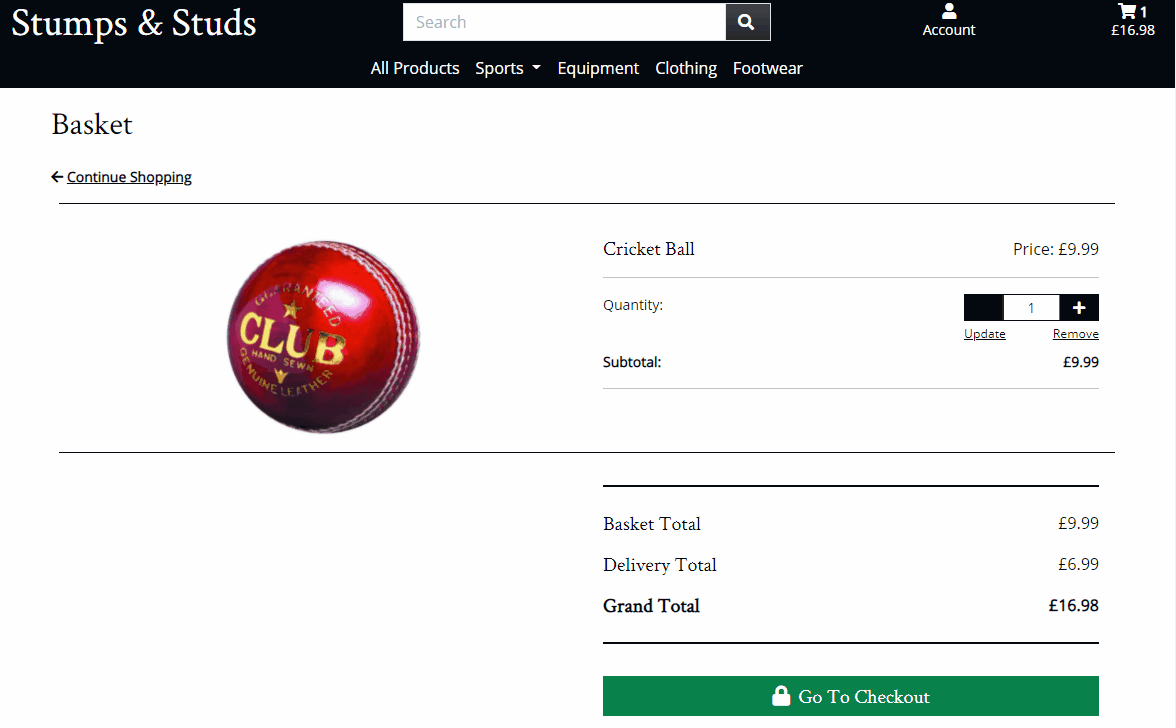 Stumps & Studs
Search
Account
1
£16.98
All Products Sports Equipment Clothing Footwear
Basket
Continue Shopping
GUARANTEED
CLUB
HAND SEWN
GENUINE LEATHER
Cricket Ball Price: £9.99
Quantity: 1
Update Remove
Subtotal: £9.99
Basket Total £9.99
Delivery Total £6.99
Grand Total £16.98
Go To Checkout